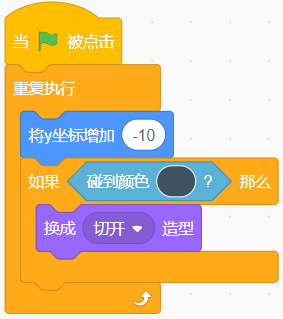 当 被点击
重复执行
将y坐标增加 -10
如果 碰到颜色 ? 那么
换成 切开 造型